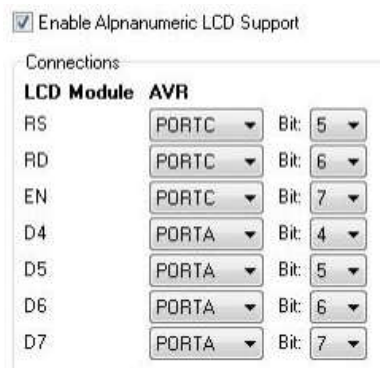 Enable Alpnanumeric LCD Support
Connections
LCD Module AVR
RS PORTC Bit: 5
RD PORTC Bit: 6
EN PORTC Bit: 7
D4 PORTA Bit: 4
D5 PORTA Bit: 5
D6 PORTA Bit: 6
D7 PORTA Bit: 7